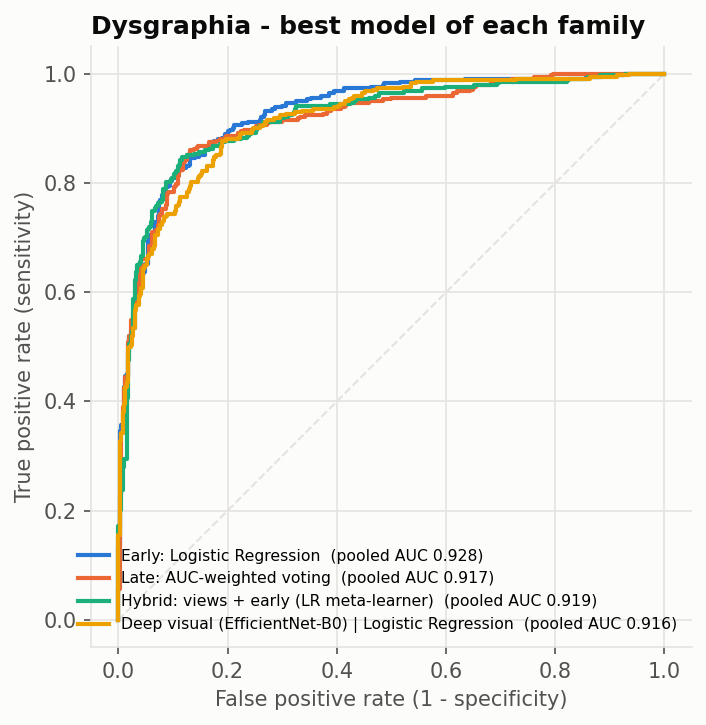 Dysgraphia - best model of each family
True positive rate (sensitivity)
1.0
0.8
0.6
0.4
0.2
0.0
Early: Logistic Regression (pooled AUC 0.928)
Late: AUC-weighted voting (pooled AUC 0.917)
Hybrid: views + early (LR meta-learner) (pooled AUC 0.919)
Deep visual (EfficientNet-B0) | Logistic Regression (pooled AUC 0.916)
0.0 0.2 0.4 0.6 0.8 1.0
False positive rate (1 - specificity)